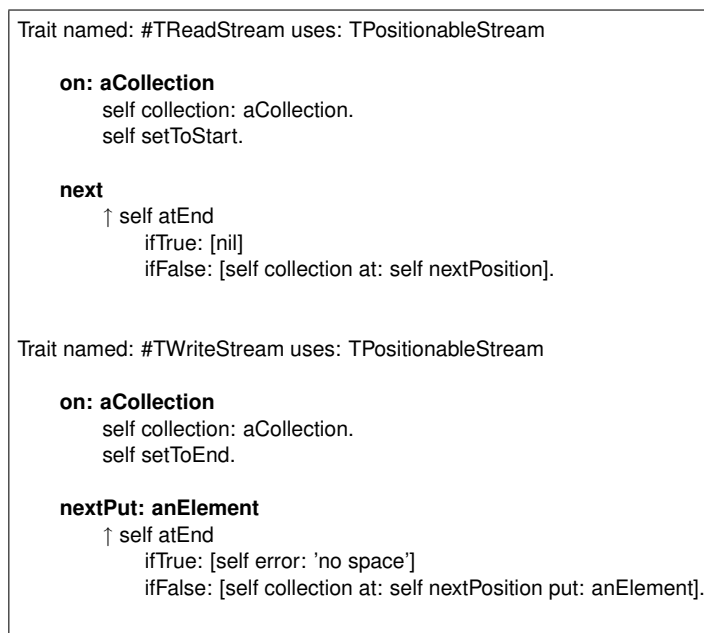 Trait named: #TReadStream uses: TPositionableStream
on: aCollection
self collection: aCollection.
self setToStart.
next
↑ self atEnd
ifTrue: [nil]
ifFalse: [self collection at: self nextPosition].
Trait named: #TWriteStream uses: TPositionableStream
on: aCollection
self collection: aCollection.
self setToEnd.
nextPut: anElement
↑ self atEnd
ifTrue: [self error: ’no space’]
ifFalse: [self collection at: self nextPosition put: anElement].